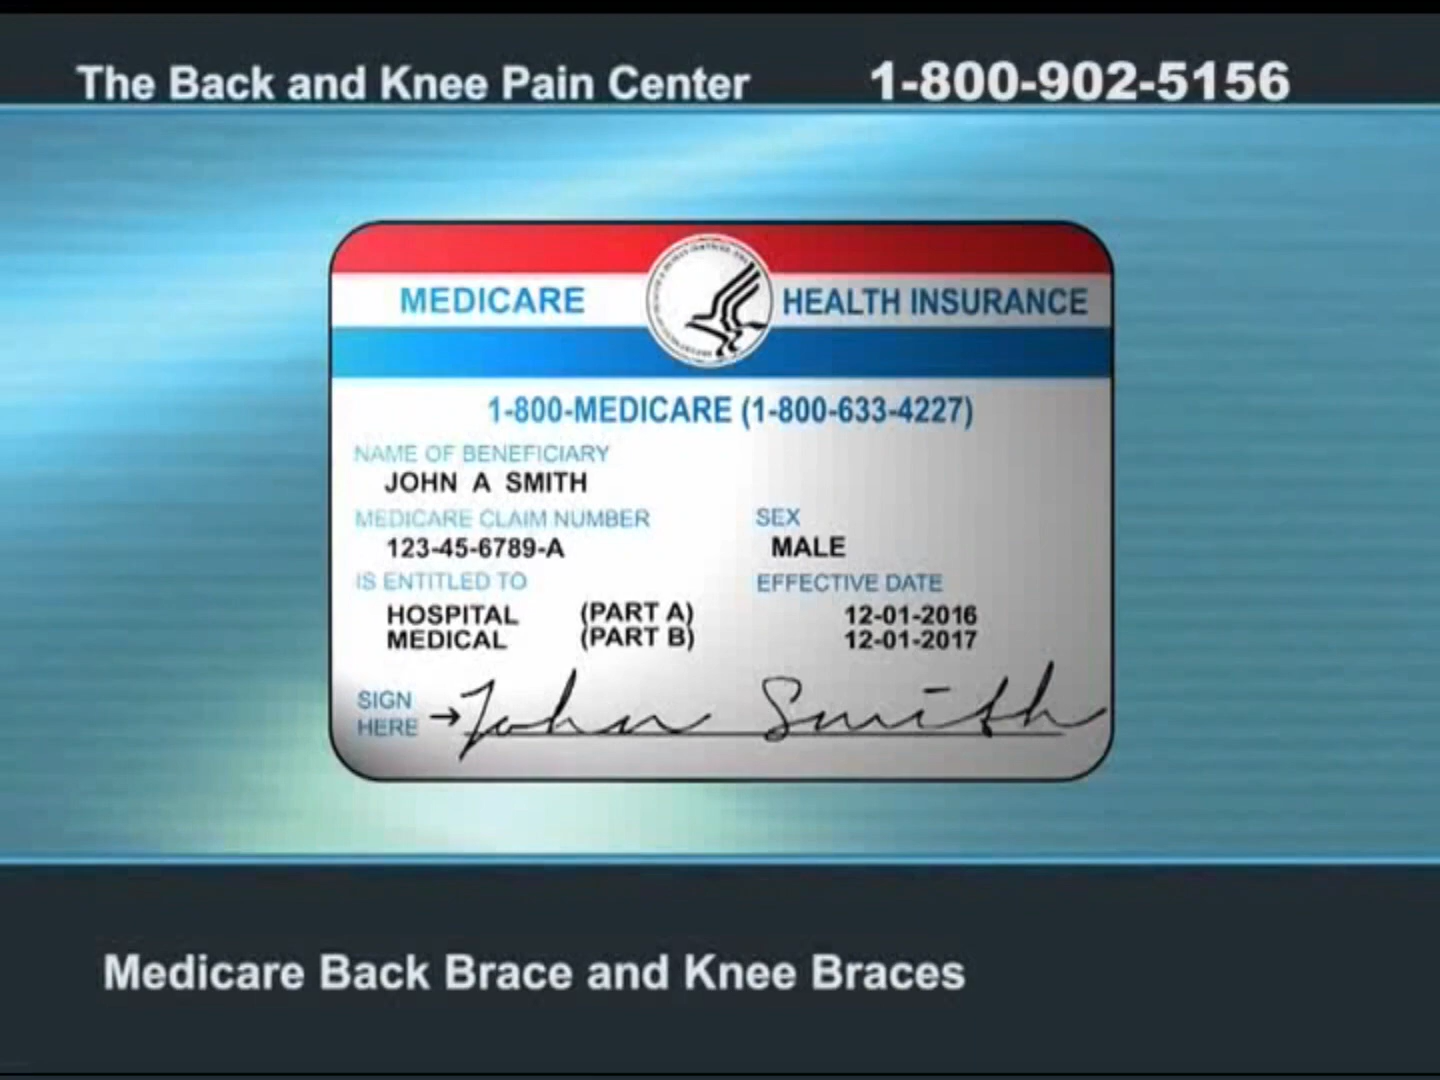 The Back and Knee Pain Center 1-800-902-5156
MEDICARE HEALTH INSURANCE
1-800-MEDICARE (1-800-633-4227)
NAME OF BENEFICIARY
JOHN A SMITH
MEDICARE CLAIM NUMBER SEX
123-45-6789-A MALE
IS ENTITLED TO EFFECTIVE DATE
HOSPITAL (PART A) 12-01-2016
MEDICAL (PART B) 12-01-2017
SIGN
HERE → John Smith
Medicare Back Brace and Knee Braces